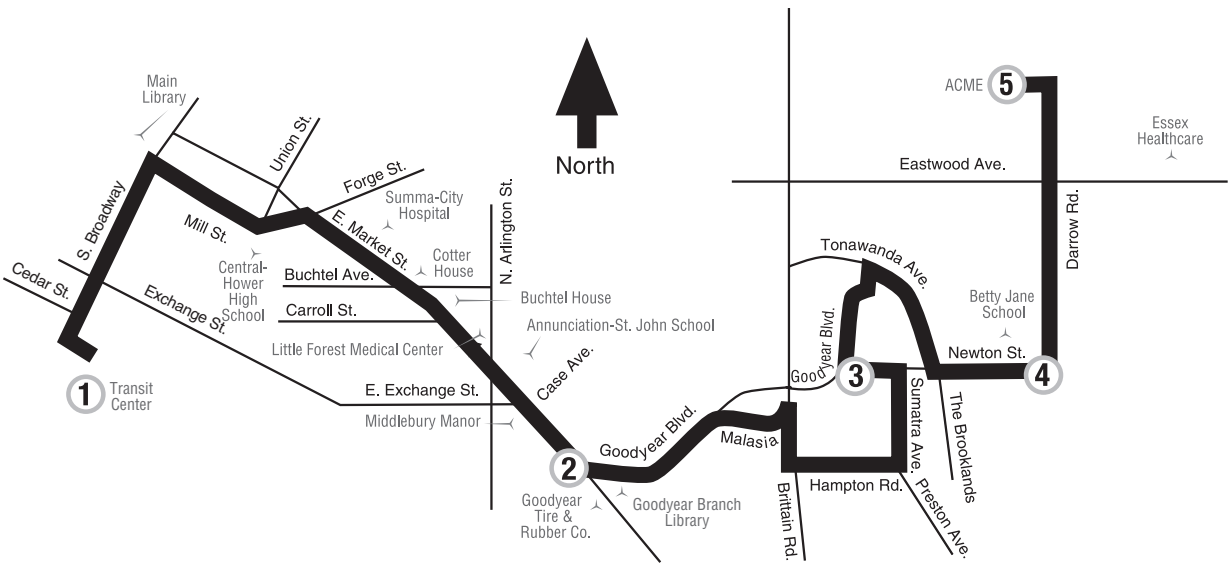 Main
Library
S. Broadway
Cedar St.
1
Transit
Center
Mill St.
Union St.
Forge St.
Central-
Hower
High
School
Exchange St.
E. Market St.
Summa-City
Hospital
Cotter
House
Buchtel Ave.
Carroll St.
Buchtel House
Little Forest Medical Center
Annunciation-St. John School
N. Arlington St.
E. Exchange St.
Middlebury Manor
Case Ave.
North
2
Goodyear
Tire &
Rubber Co.
Goodyear Branch
Library
Goodyear Blvd.
Malasia
Goodyear Blvd.
3
Hampton Rd.
Brittain Rd.
Sumatra Ave.
Preston Ave.
The Brooklands
Tonawanda Ave.
Newton St.
Betty Jane
School
4
Darrow Rd.
Eastwood Ave.
ACME
5
Essex
Healthcare